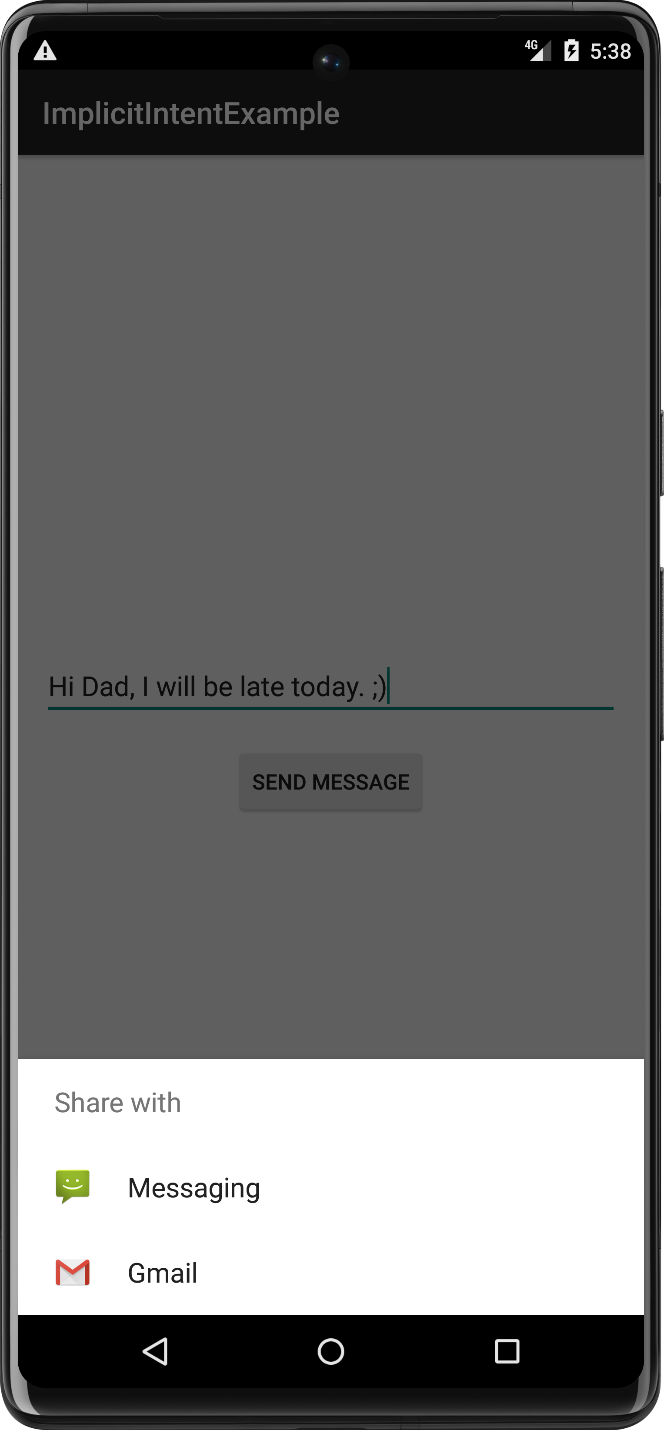 4G 5:38
ImplicitIntentExample
Hi Dad, I will be late today. ;)
SEND MESSAGE
Share with
Messaging
Gmail